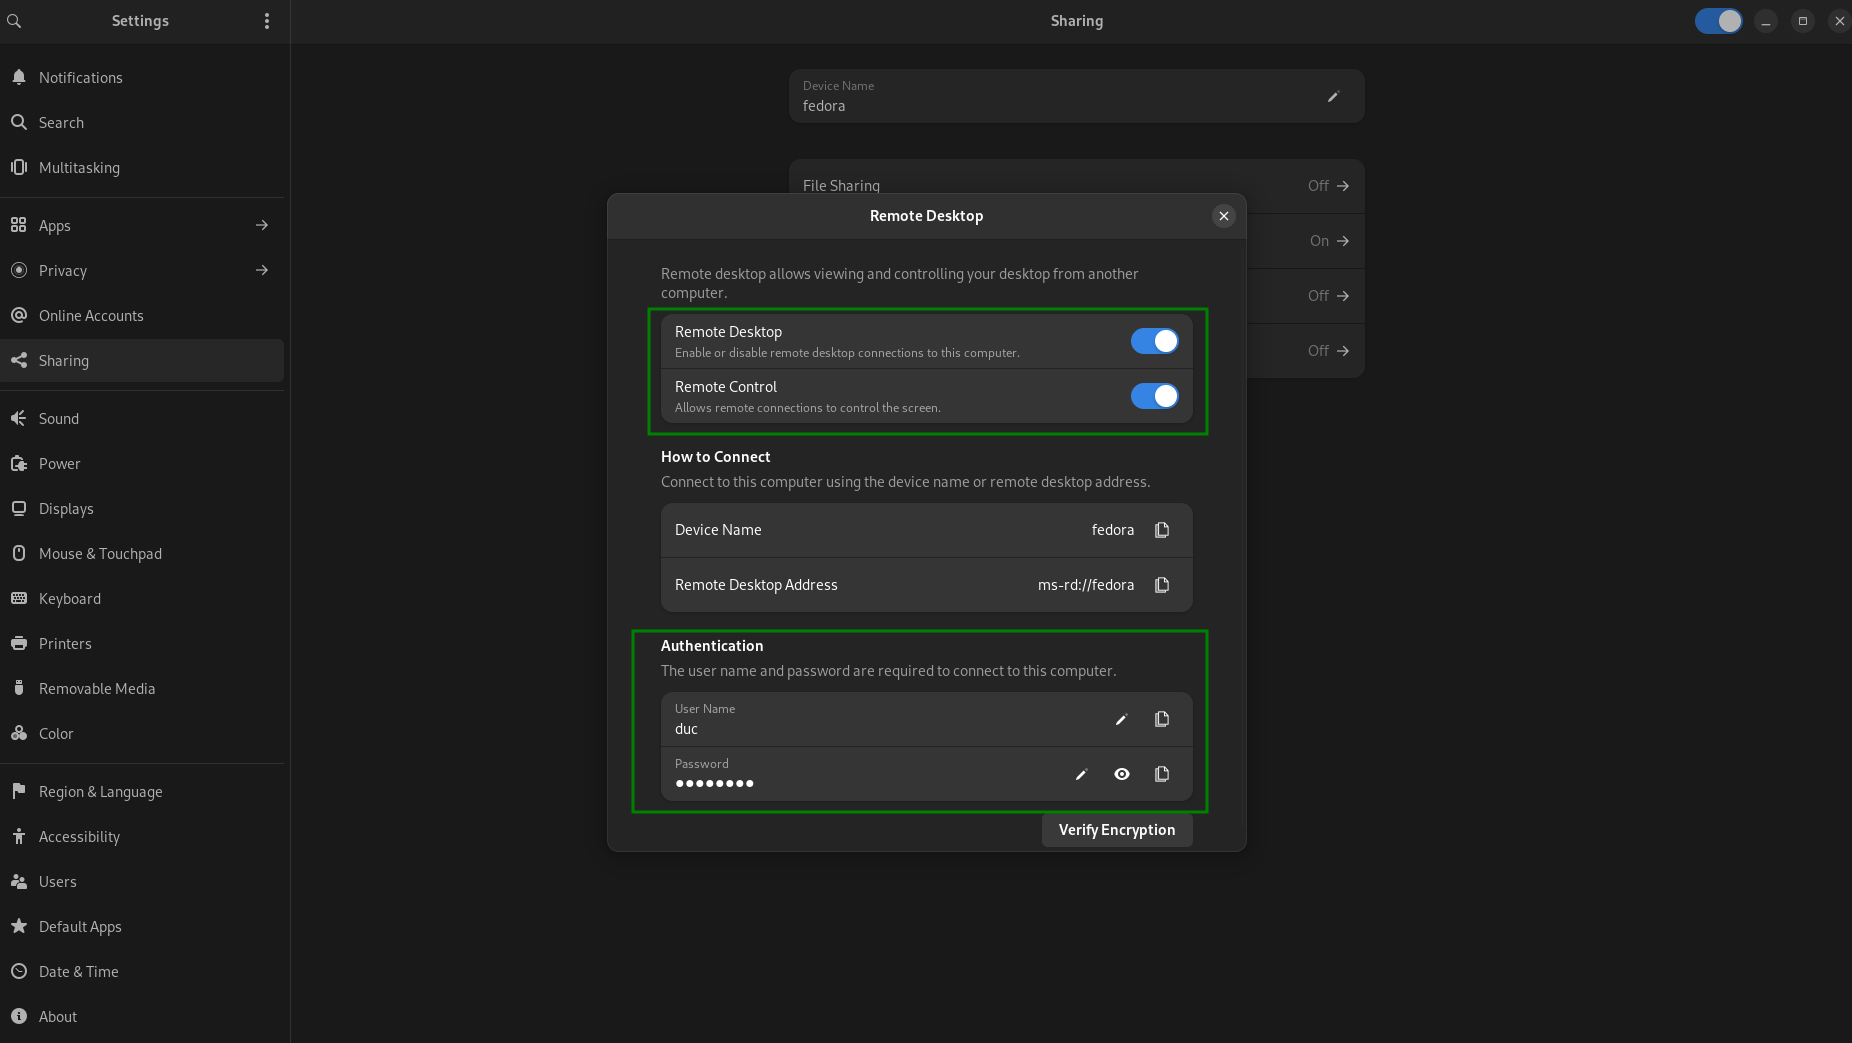 Settings
Sharing
Notifications
Search
Multitasking
Apps
Privacy
Online Accounts
Sharing
Sound
Power
Displays
Mouse & Touchpad
Keyboard
Printers
Removable Media
Color
Region & Language
Accessibility
Users
Default Apps
Date & Time
About
Device Name
fedora
File Sharing Off
On
Off
Off
Remote Desktop
Remote desktop allows viewing and controlling your desktop from another
computer.
Remote Desktop
Enable or disable remote desktop connections to this computer.
Remote Control
Allows remote connections to control the screen.
How to Connect
Connect to this computer using the device name or remote desktop address.
Device Name fedora
Remote Desktop Address ms-rd://fedora
Authentication
The user name and password are required to connect to this computer.
User Name
duc
Password
●●●●●●●●
Verify Encryption